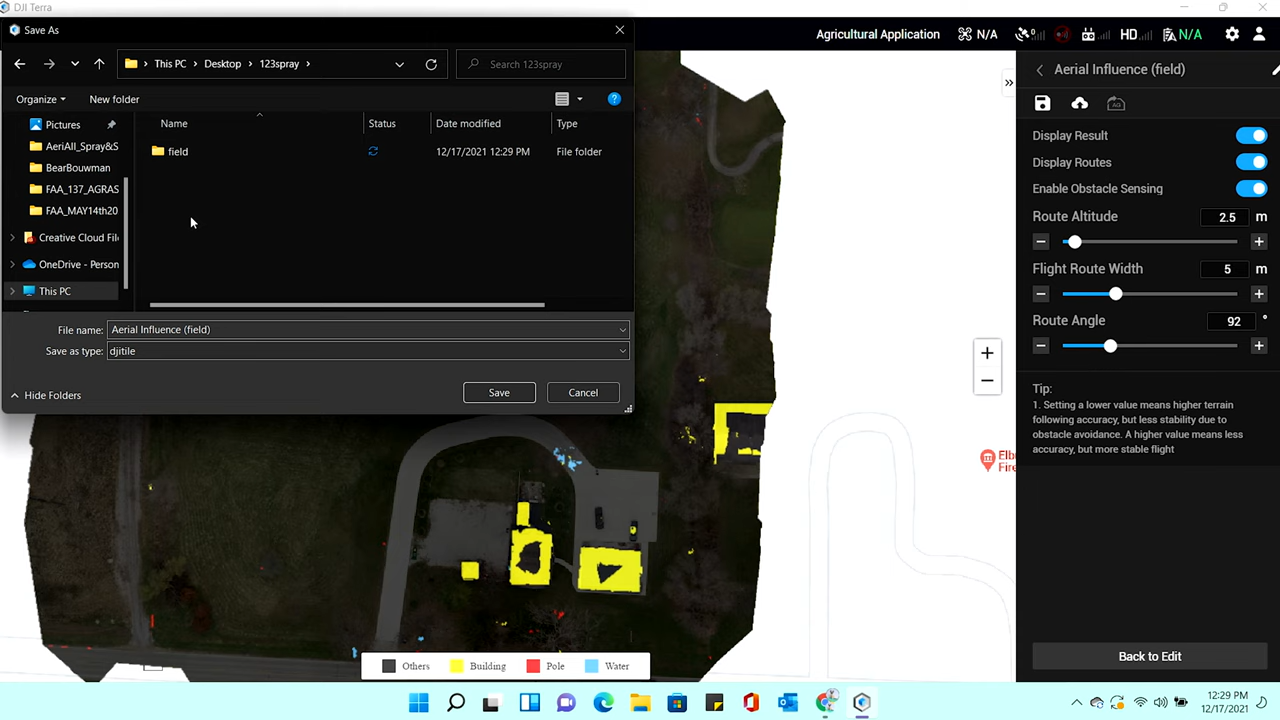 DJI Terra
Save As
This PC > Desktop > 123spray >
Search 123spray
Organize
New folder
Pictures
AeriAll_Spray&S
BearBouwman
FAA_137_AGRAS
FAA_MAY14th20
Creative Cloud Fil
OneDrive - Person
This PC
Name
Status
Date modified
Type
field
12/17/2021 12:29 PM
File folder
File name: Aerial Influence (field)
Save as type: djitile
Hide Folders
Save
Cancel
Others
Building
Pole
Water
Elbu
Fire
Agricultural Application
N/A
HD
N/A
Aerial Influence (field)
AG
Display Result
Display Routes
Enable Obstacle Sensing
Route Altitude 2.5 m
Flight Route Width 5 m
Route Angle 92 °
Tip:
1. Setting a lower value means higher terrain
following accuracy, but less stability due to
obstacle avoidance. A higher value means less
accuracy, but more stable flight
Back to Edit
12:29 PM
12/17/2021